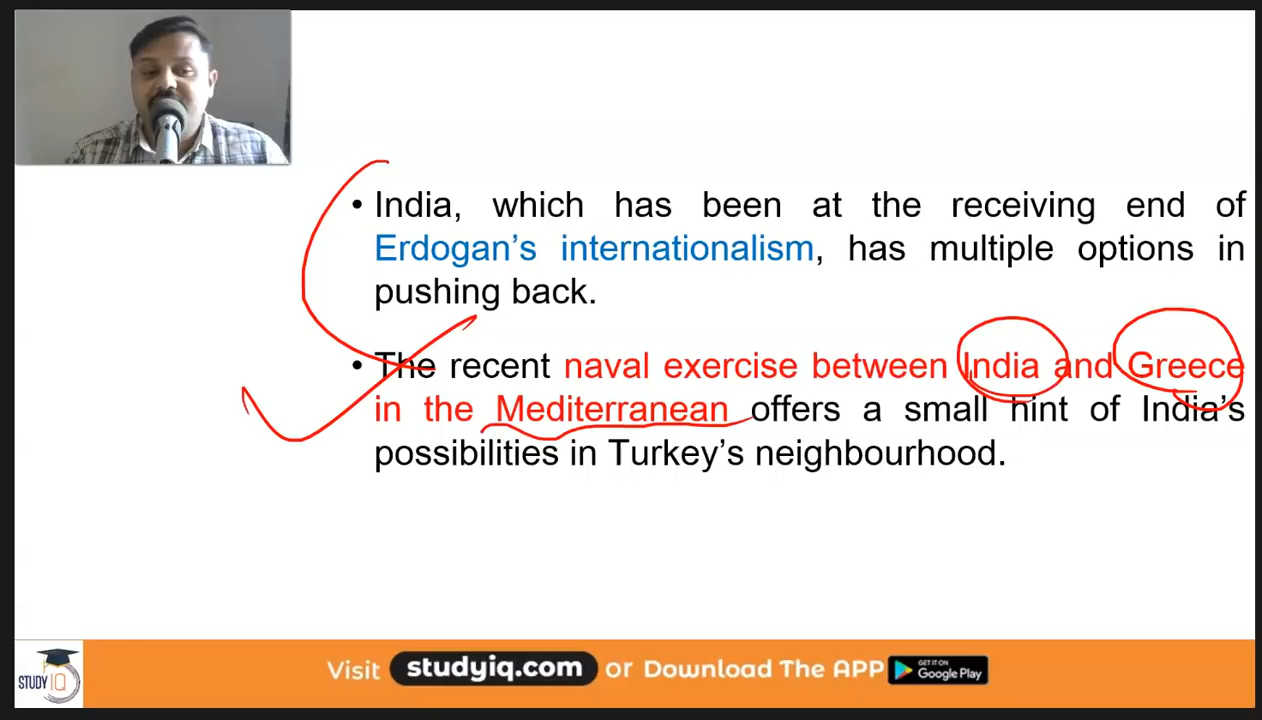 • India, which has been at the receiving end of
Erdogan’s internationalism, has multiple options in
pushing back.
• The recent naval exercise between India and Greece
in the Mediterranean offers a small hint of India’s
possibilities in Turkey’s neighbourhood.
STUDY IQ
Visit studyiq.com or Download The APP GET IT ON Google Play